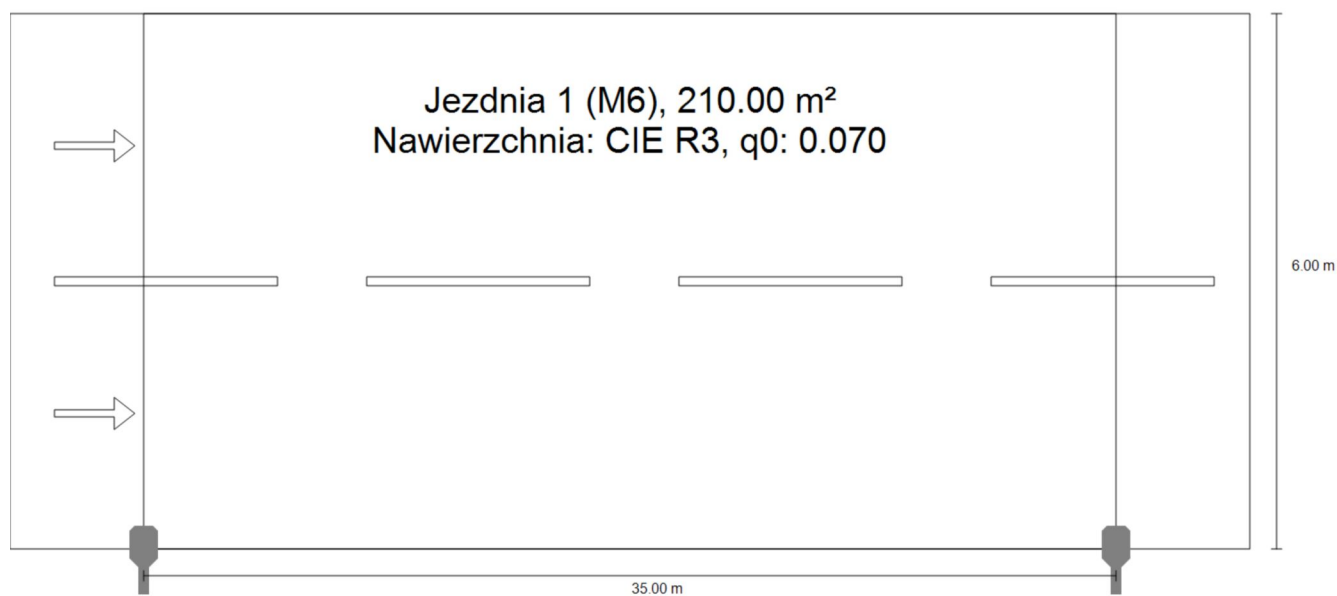 Jezdnia 1 (M6), 210.00 m²
Nawierzchnia: CIE R3, q0: 0.070
6.00 m
35.00 m